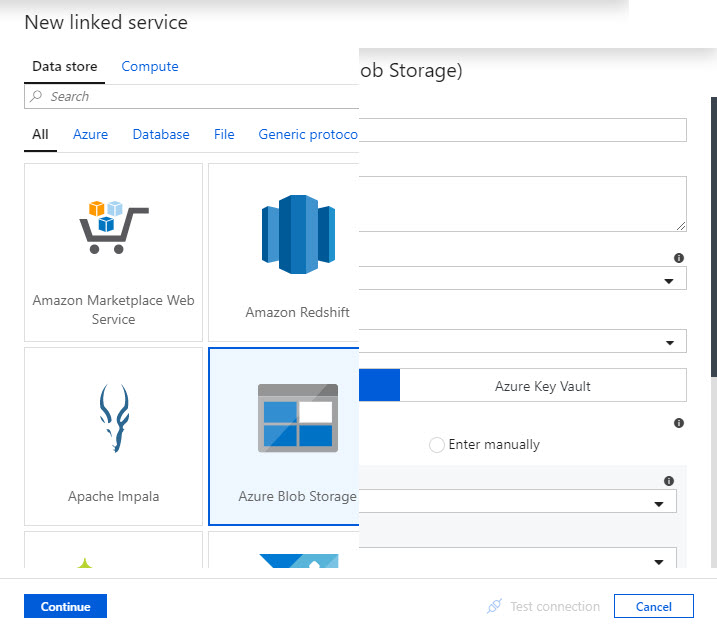 New linked service
Data store Compute
ob Storage)
Search
All Azure Database File Generic protoco
Amazon Marketplace Web
Service
Amazon Redshift
Azure Key Vault
Enter manually
Apache Impala
Azure Blob Storage
Continue
Test connection
Cancel